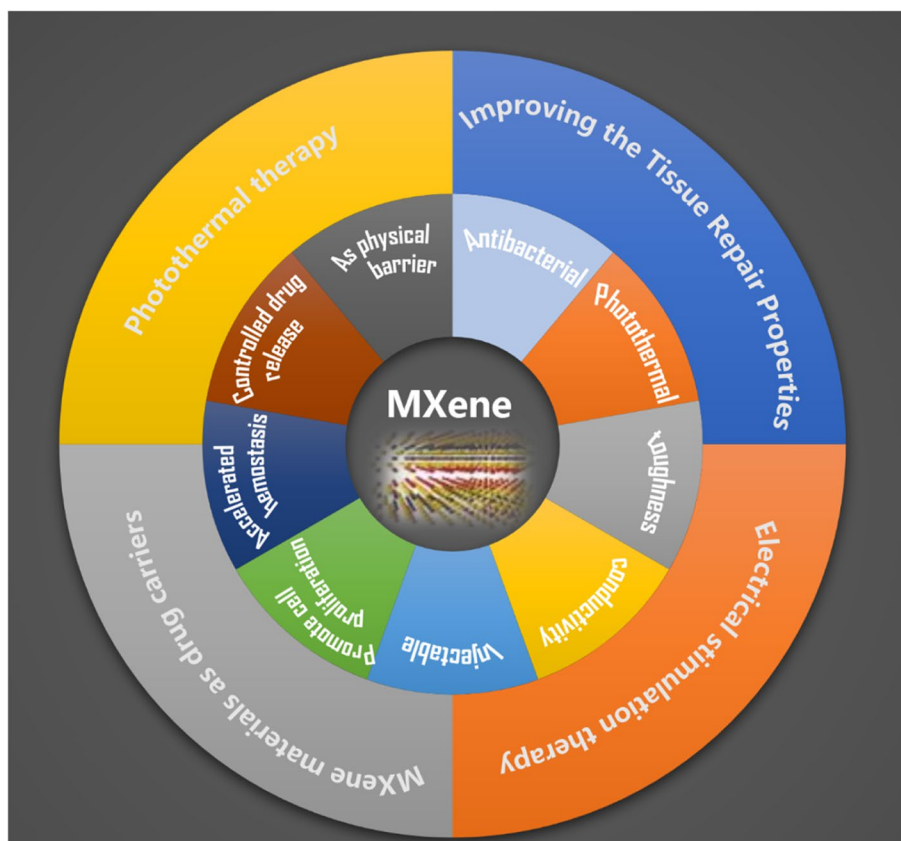 Improving the Tissue Repair Properties
Electrical stimulation therapy
MXene materials as drug carriers
Photothermal therapy
Antibacterial
Photothermal
roughness
conductivity
Injectable
Promote cell
proliferation
Accelerated
hemostasis
Controlled drug
release
As physical
barrier
MXene